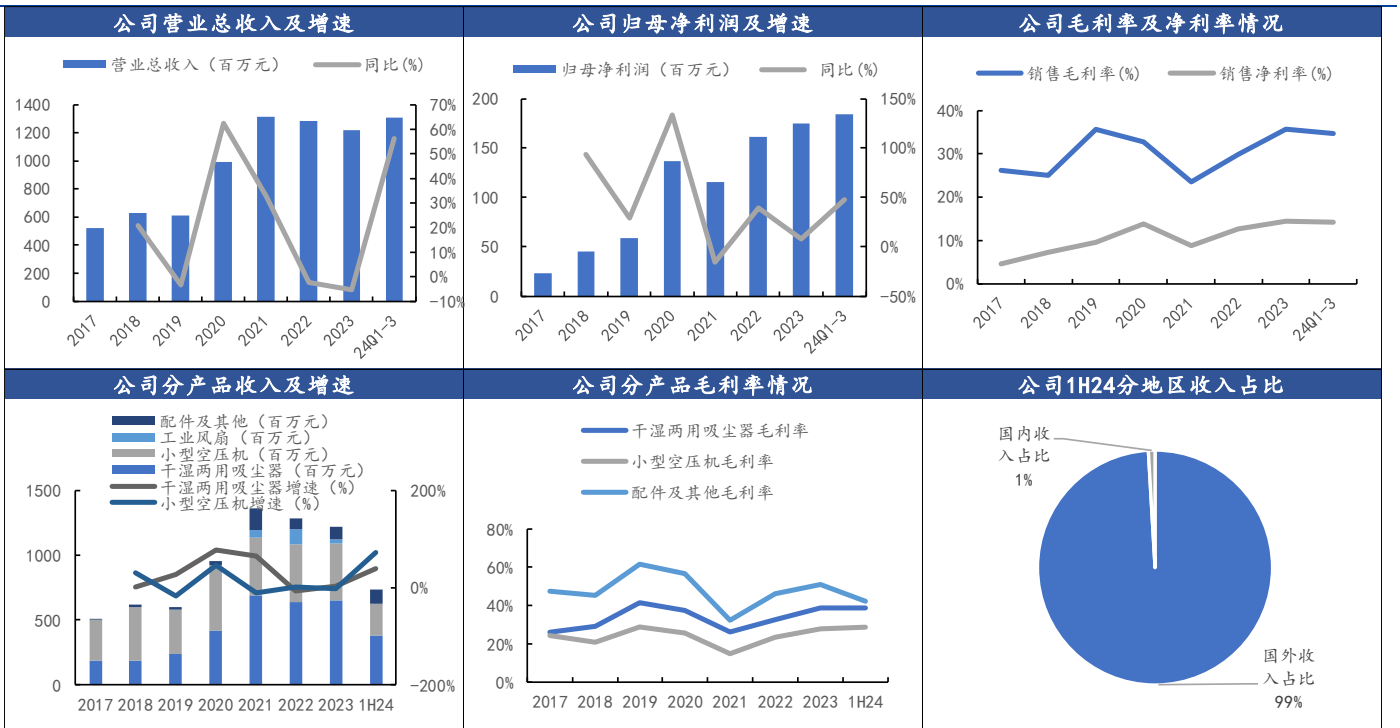 公司营业总收入及增速
营业总收入（百万元） 同比(%)
1400
1200
1000
800
600
400
200
0
70%
60%
50%
40%
30%
20%
10%
0%
-10%
2017 2018 2019 2020 2021 2022 2023 24Q1-3
公司归母净利润及增速
归母净利润（百万元） 同比(%)
200
150
100
50
0
150%
100%
50%
0%
-50%
2017 2018 2019 2020 2021 2022 2023 24Q1-3
公司毛利率及净利率情况
销售毛利率(%) 销售净利率(%)
40%
30%
20%
10%
0%
2017 2018 2019 2020 2021 2022 2023 24Q1-3
公司分产品收入及增速
配件及其他（百万元）
工业风扇（百万元）
小型空压机（百万元）
干湿两用吸尘器（百万元）
干湿两用吸尘器增速（%）
小型空压机增速（%）
1500
1000
500
0
200%
0%
-200%
2017 2018 2019 2020 2021 2022 2023 1H24
公司分产品毛利率情况
干湿两用吸尘器毛利率
小型空压机毛利率
配件及其他毛利率
80%
60%
40%
20%
0%
2017 2018 2019 2020 2021 2022 2023 1H24
公司1H24分地区收入占比
国内收
入占比
1%
国外收
入占比
99%